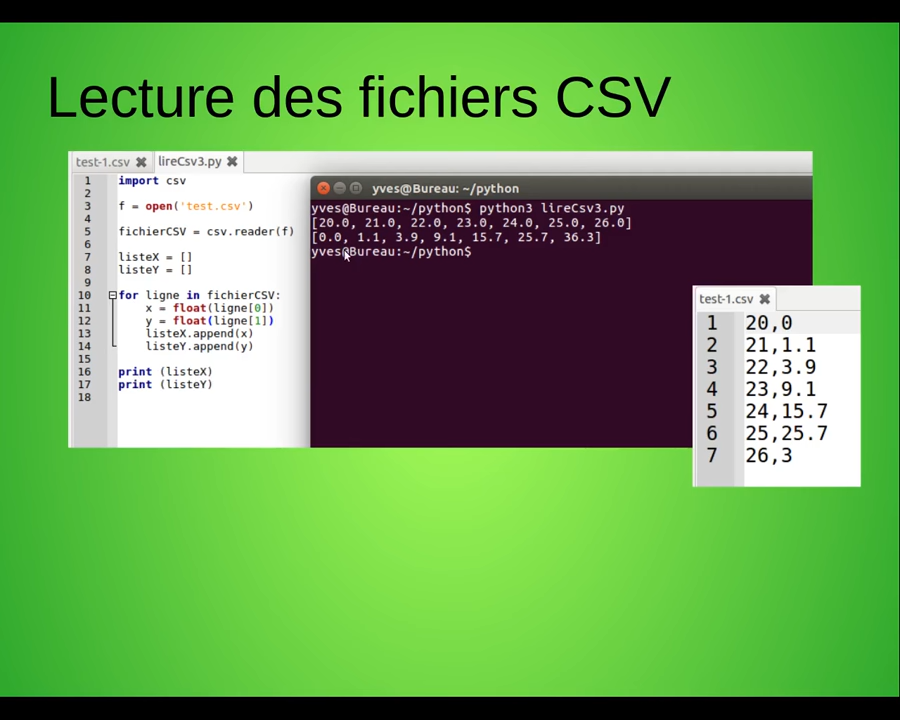 Lecture des fichiers CSV
test-1.csv ✖ lireCsv3.py ✖
1 import csv
2
3 f = open('test.csv')
4
5 fichierCSV = csv.reader(f)
6
7 listeX = []
8 listeY = []
9
10 for ligne in fichierCSV:
11 x = float(ligne[0])
12 y = float(ligne[1])
13 listeX.append(x)
14 listeY.append(y)
15
16 print (listeX)
17 print (listeY)
18
yves@Bureau: ~/python
yves@Bureau:~/python$ python3 lireCsv3.py
[20.0, 21.0, 22.0, 23.0, 24.0, 25.0, 26.0]
[0.0, 1.1, 3.9, 9.1, 15.7, 25.7, 36.3]
yves@Bureau:~/python$
test-1.csv ✖
1 20,0
2 21,1.1
3 22,3.9
4 23,9.1
5 24,15.7
6 25,25.7
7 26,3